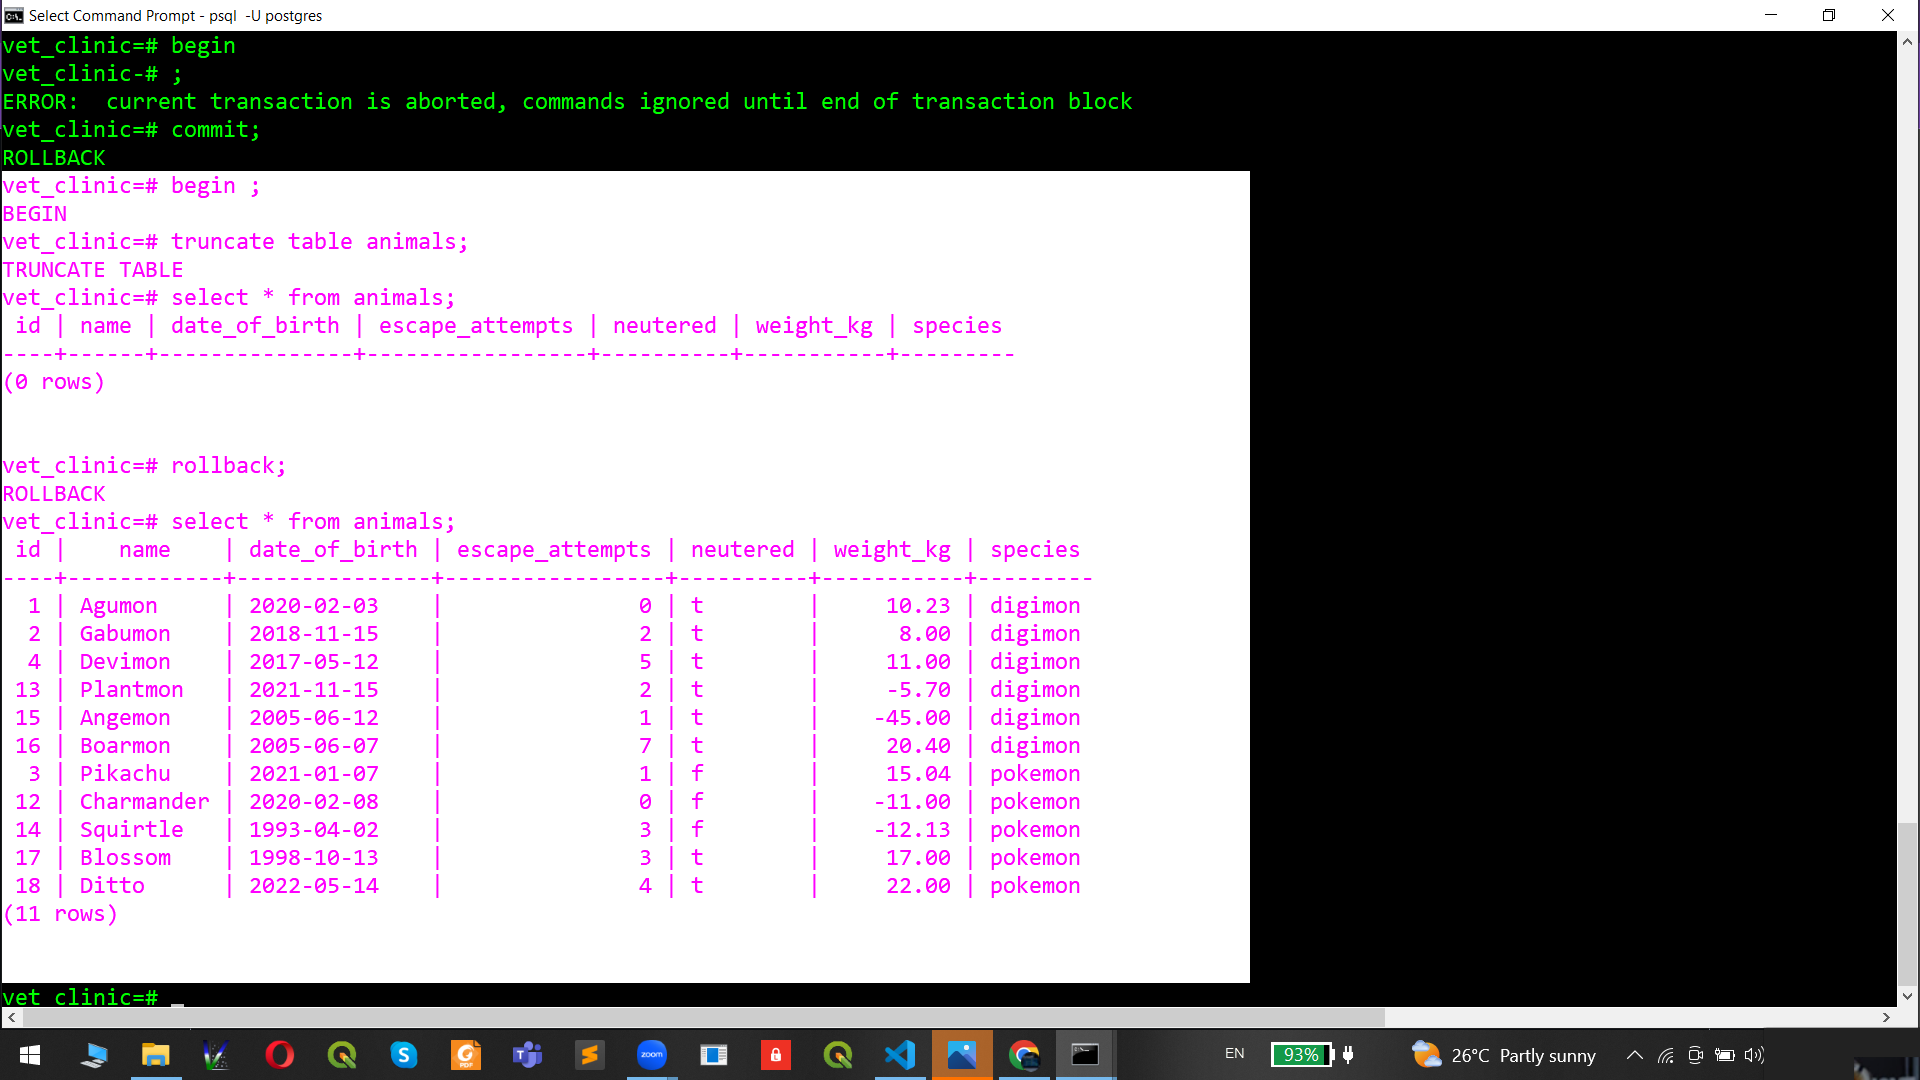 Select Command Prompt - psql  -U postgres
vet_clinic=# begin
vet_clinic-# ;
ERROR:  current transaction is aborted, commands ignored until end of transaction block
vet_clinic=# commit;
ROLLBACK
vet_clinic=# begin ;
BEGIN
vet_clinic=# truncate table animals;
TRUNCATE TABLE
vet_clinic=# select * from animals;
 id | name | date_of_birth | escape_attempts | neutered | weight_kg | species
----+------+---------------+-----------------+----------+-----------+---------
(0 rows)
vet_clinic=# rollback;
ROLLBACK
vet_clinic=# select * from animals;
 id |    name    | date_of_birth | escape_attempts | neutered | weight_kg | species
----+------------+---------------+-----------------+----------+-----------+---------
  1 | Agumon     | 2020-02-03    |               0 | t        |     10.23 | digimon
  2 | Gabumon    | 2018-11-15    |               2 | t        |      8.00 | digimon
  4 | Devimon    | 2017-05-12    |               5 | t        |     11.00 | digimon
 13 | Plantmon   | 2021-11-15    |               2 | t        |     -5.70 | digimon
 15 | Angemon    | 2005-06-12    |               1 | t        |    -45.00 | digimon
 16 | Boarmon    | 2005-06-07    |               7 | t        |     20.40 | digimon
  3 | Pikachu    | 2021-01-07    |               1 | f        |     15.04 | pokemon
 12 | Charmander | 2020-02-08    |               0 | f        |    -11.00 | pokemon
 14 | Squirtle   | 1993-04-02    |               3 | f        |    -12.13 | pokemon
 17 | Blossom    | 1998-10-13    |               3 | t        |     17.00 | pokemon
 18 | Ditto      | 2022-05-14    |               4 | t        |     22.00 | pokemon
(11 rows)
vet_clinic=# _
zoom
EN 93% 26°C Partly sunny